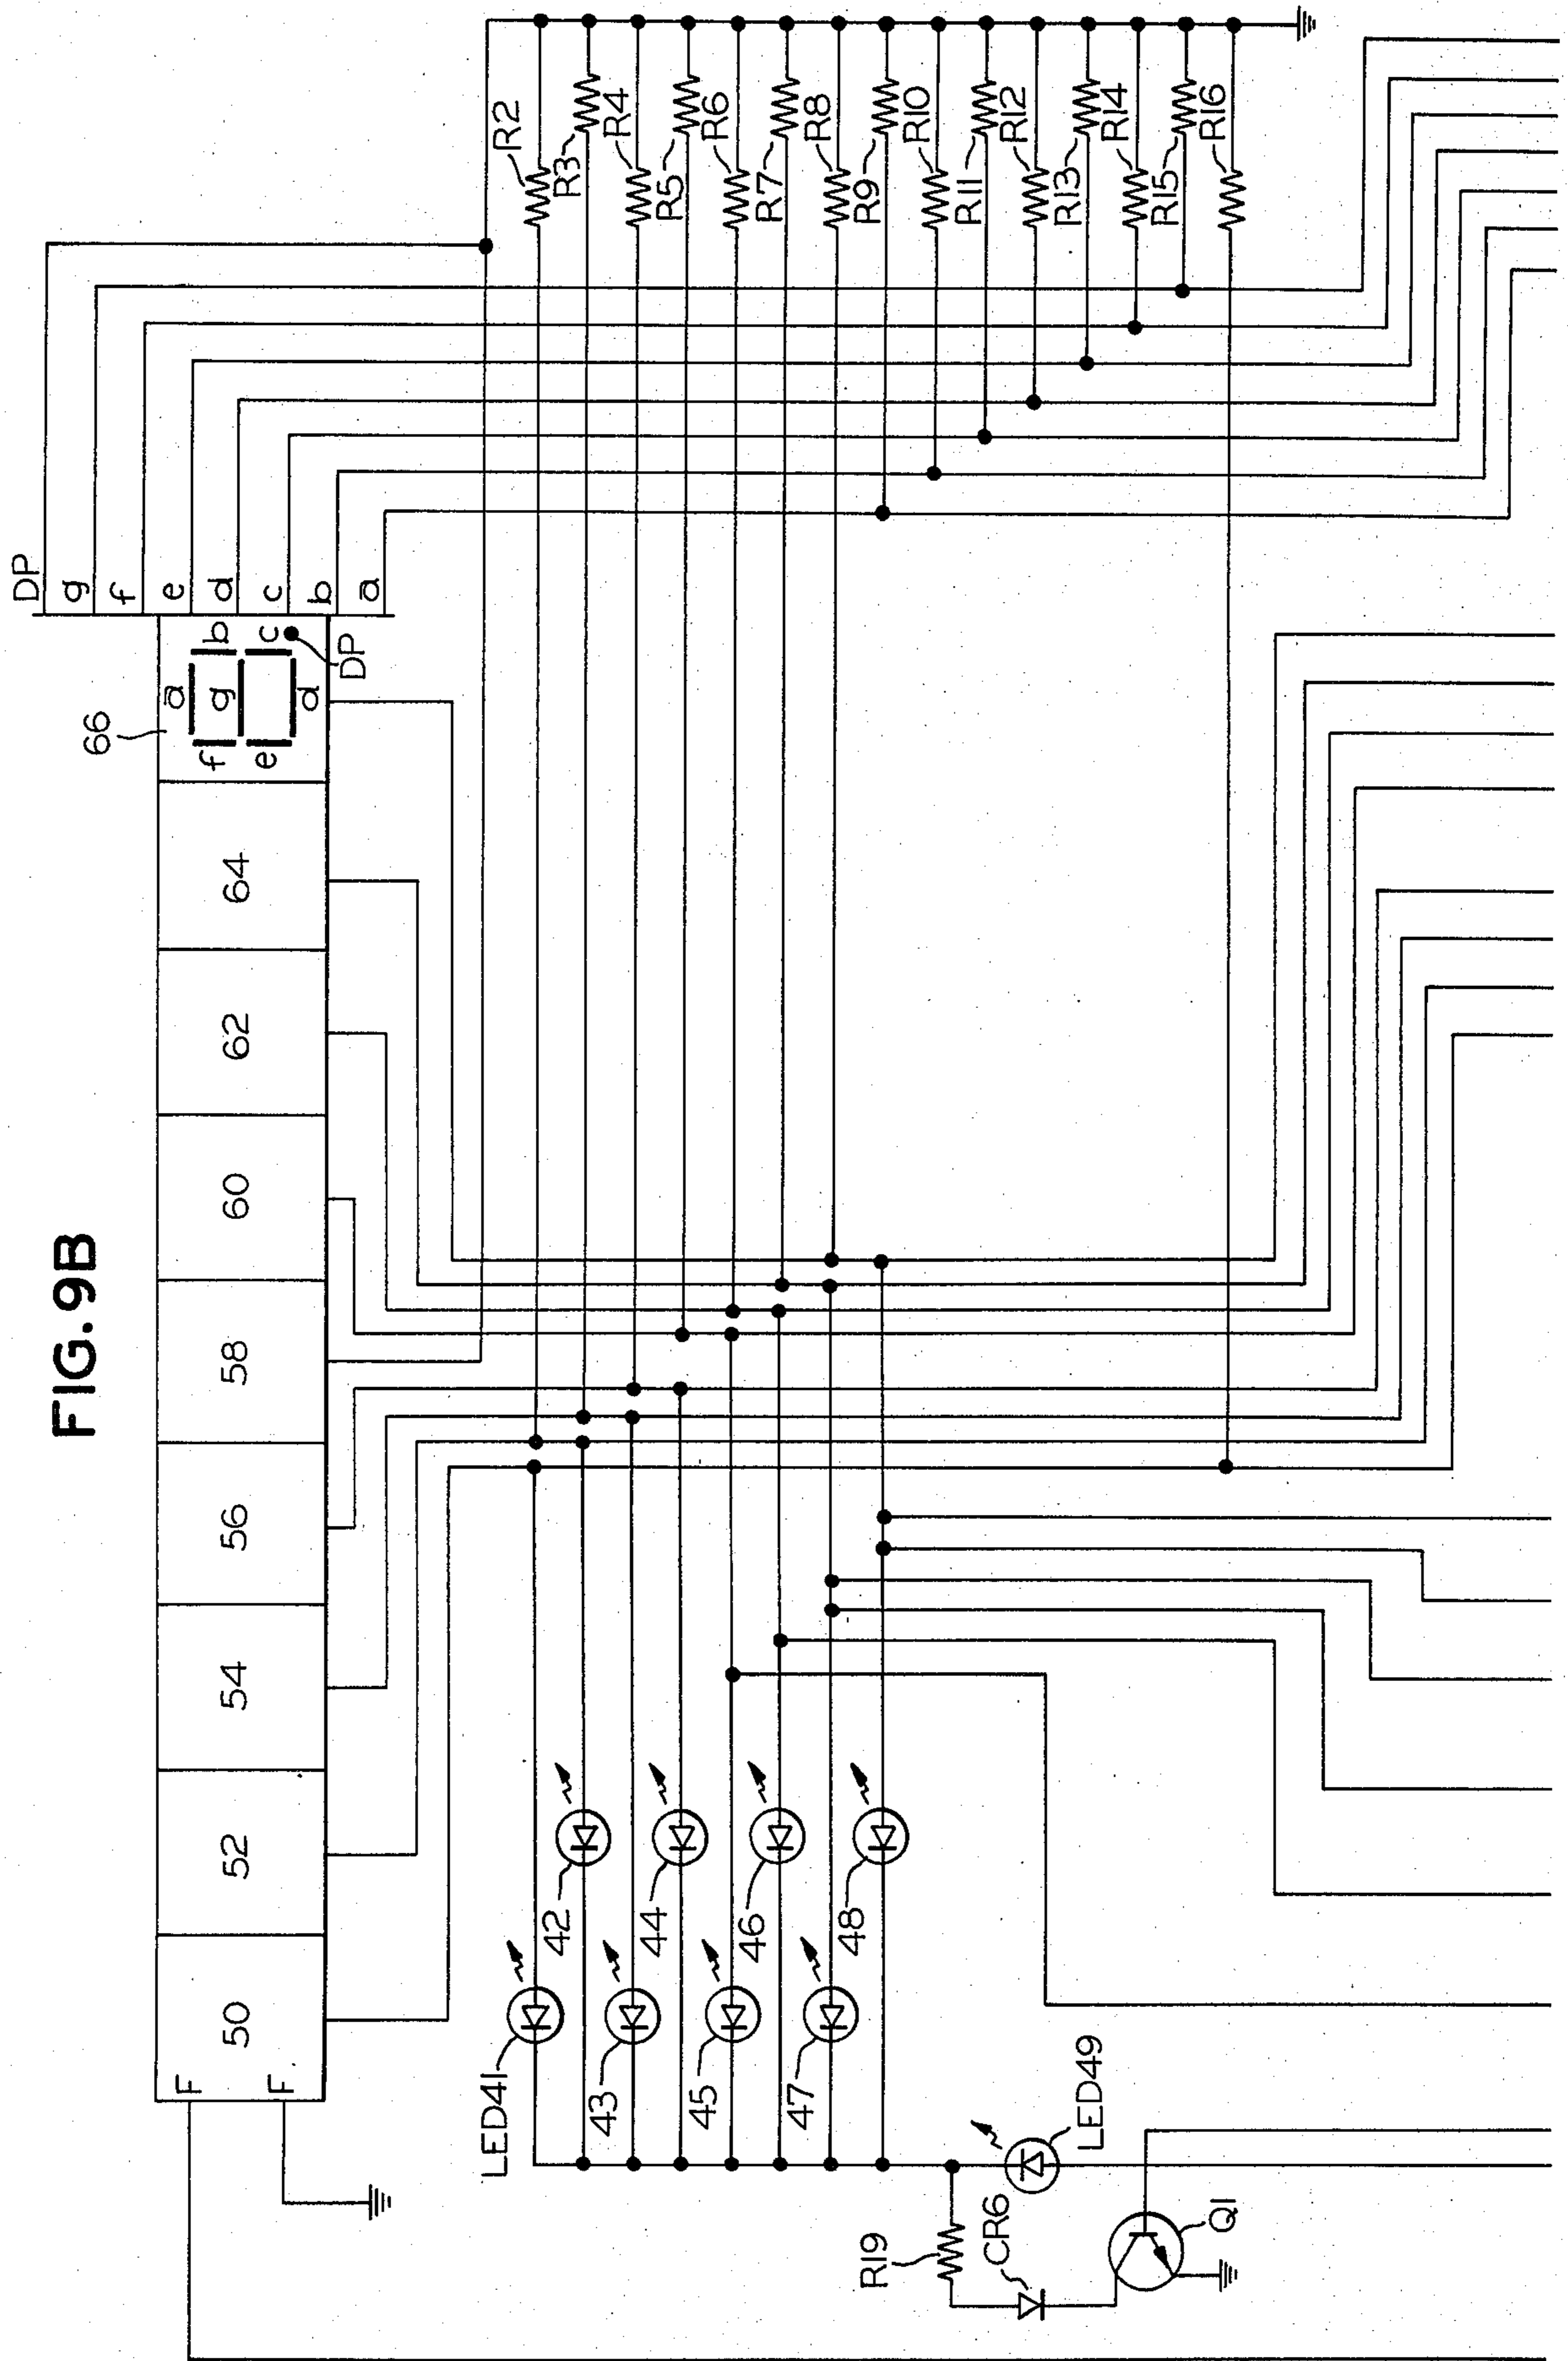 FIG. 9B
F
F
50
52
54
56
58
60
62
64
66
a
b
c
d
e
f
g
DP
DP
g
f
e
d
c
b
a
R2
R3
R4
R5
R6
R7
R8
R9
R10
R11
R12
R13
R14
R15
R16
LED41
42
43
44
45
46
47
48
LED49
R19
CR6
Q1